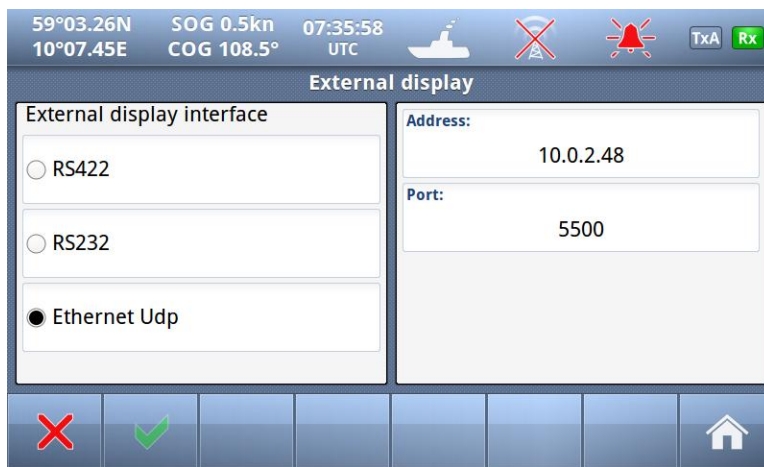 59°03.26N SOG 0.5kn 07:35:58
10°07.45E COG 108.5° UTC
TxA Rx
External display
External display interface
RS422
RS232
Ethernet Udp
Address:
10.0.2.48
Port:
5500